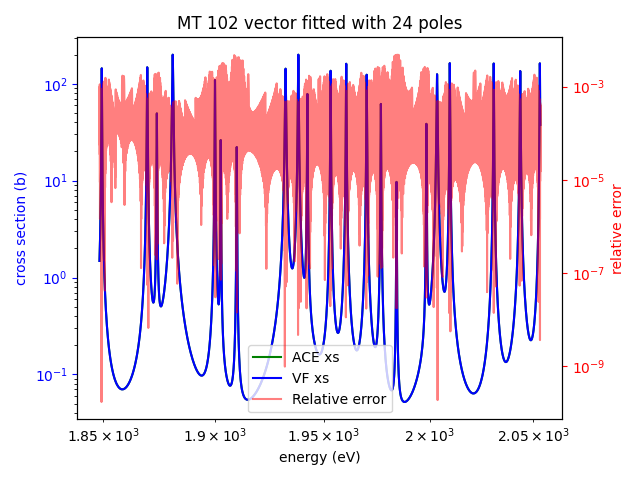 MT 102 vector fitted with 24 poles
cross section (b)
10²
10¹
10⁰
10⁻¹
10⁻³
10⁻⁵
10⁻⁷
10⁻⁹
relative error
ACE xs
VF xs
Relative error
1.85 × 10³ 1.9 × 10³ 1.95 × 10³ 2 × 10³ 2.05 × 10³
energy (eV)